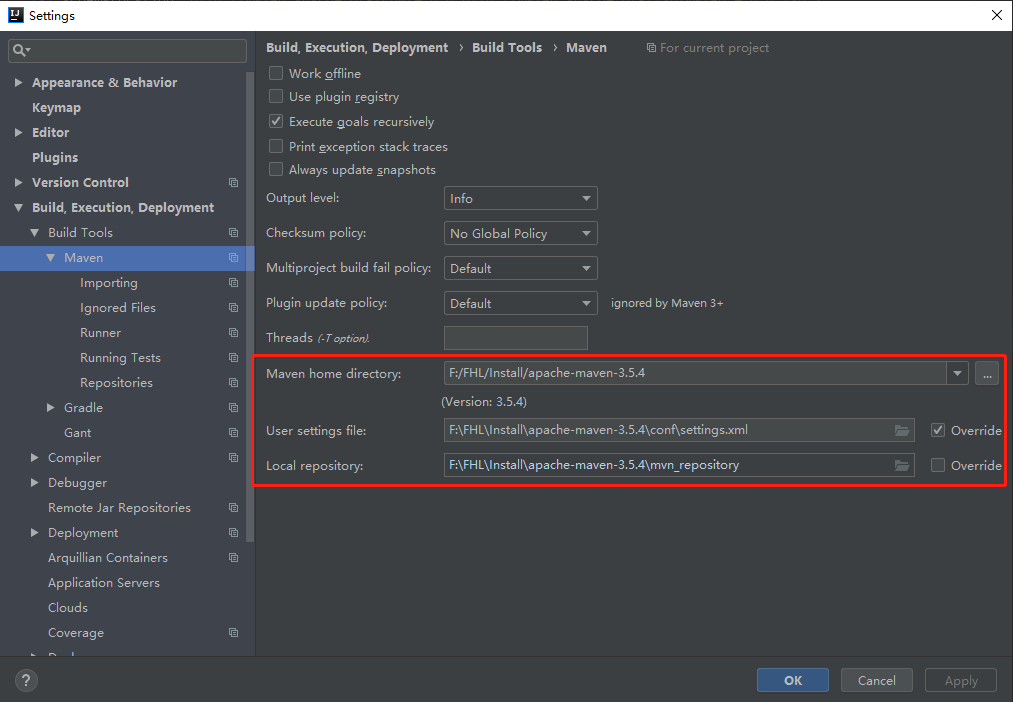 Settings
Build, Execution, Deployment › Build Tools › Maven For current project
Appearance & Behavior
Keymap
Editor
Plugins
Version Control
Build, Execution, Deployment
Build Tools
Maven
Importing
Ignored Files
Runner
Running Tests
Repositories
Gradle
Gant
Compiler
Debugger
Remote Jar Repositories
Deployment
Arquillian Containers
Application Servers
Clouds
Coverage
Work offline
Use plugin registry
Execute goals recursively
Print exception stack traces
Always update snapshots
Output level: Info
Checksum policy: No Global Policy
Multiproject build fail policy: Default
Plugin update policy: Default ignored by Maven 3+
Threads (-T option).
Maven home directory: F:/FHL/Install/apache-maven-3.5.4 ...
(Version: 3.5.4)
User settings file: F:\FHL\Install\apache-maven-3.5.4\conf\settings.xml Override
Local repository: F:\FHL\Install\apache-maven-3.5.4\mvn_repository Override
? OK Cancel Apply